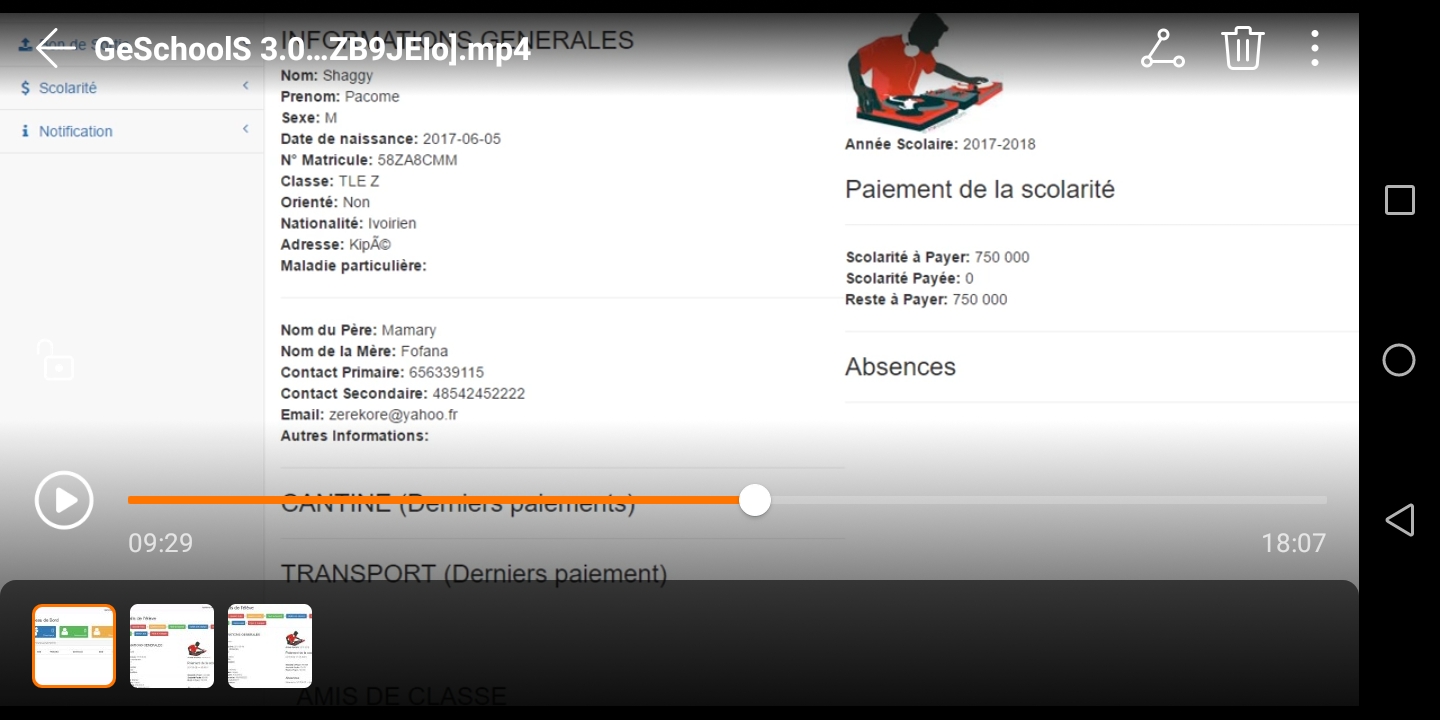 GeSchoolS 3.0...ZB9JEIo].mp4
INFORMATIONS GENERALES
Scolarité
Notification
Nom: Shaggy
Prenom: Pacome
Sexe: M
Date de naissance: 2017-06-05
N° Matricule: 58ZA8CMM
Classe: TLE Z
Orienté: Non
Nationalité: Ivoirien
Adresse: KipÃ©
Maladie particulière:
Nom du Père: Mamary
Nom de la Mère: Fofana
Contact Primaire: 656339115
Contact Secondaire: 48542452222
Email: zerekore@yahoo.fr
Autres Informations:
CANTINE (Derniers paiements)
TRANSPORT (Derniers paiement)
AMIS DE CLASSE
Année Scolaire: 2017-2018
Paiement de la scolarité
Scolarité à Payer: 750 000
Scolarité Payée: 0
Reste à Payer: 750 000
Absences
09:29
18:07